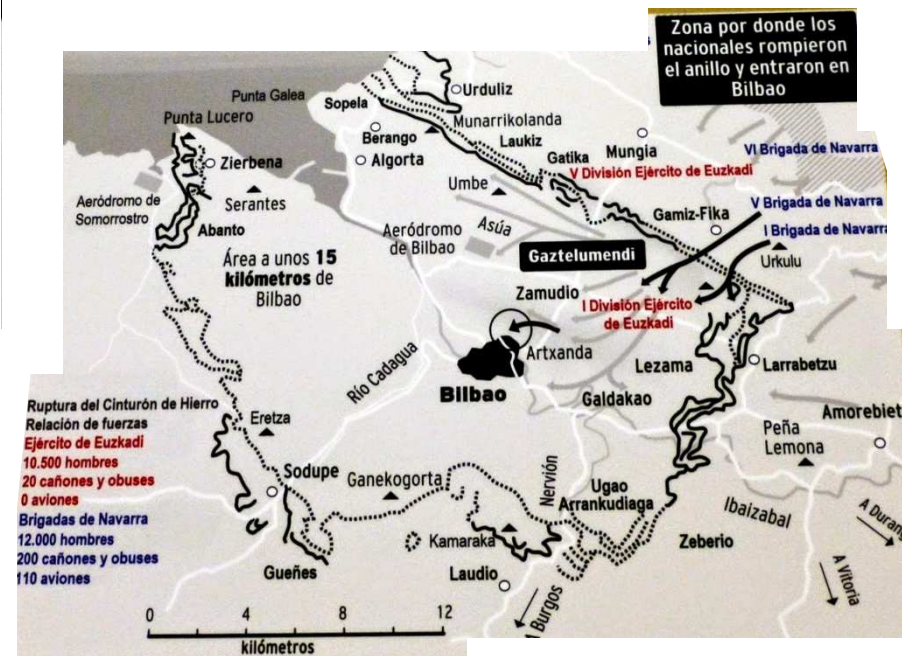 Zona por donde los
nacionales rompieron
el anillo y entraron en
Bilbao
Urduliz
Punta Galea
Sopela
Punta Lucero
Munarrikolanda
Berango
Laukiz
Mungia
VI Brigada de Navarra
Zierbena
Algorta
Gatika
V División Ejército de Euzkadi
Umbe
Aeródromo de
Somorrostro
Serantes
V Brigada de Navarra
Abanto
Aeródromo
de Bilbao
Asúa
Gamiz-Fika
I Brigada de Navarra
Área a unos 15
kilómetros de
Bilbao
Gaztelumendi
Urkulu
Zamudio
I División Ejército
de Euzkadi
Río Cadagua
Artxanda
Lezama
Larrabetzu
Bilbao
Galdakao
Ruptura del Cinturón de Hierro
Relación de fuerzas
Ejército de Euzkadi
10.500 hombres
20 cañones y obuses
0 aviones
Brigadas de Navarra
12.000 hombres
200 cañones y obuses
110 aviones
Eretza
Amorebiet
Peña
Lemona
Sodupe
Ganekogorta
Nervión
Ugao
Arrankudiaga
Ibaizabal
A Durang
Kamaraka
Zeberio
Gueñes
Laudio
A Burgos
A Vitoria
0 4 8 12
kilómetros